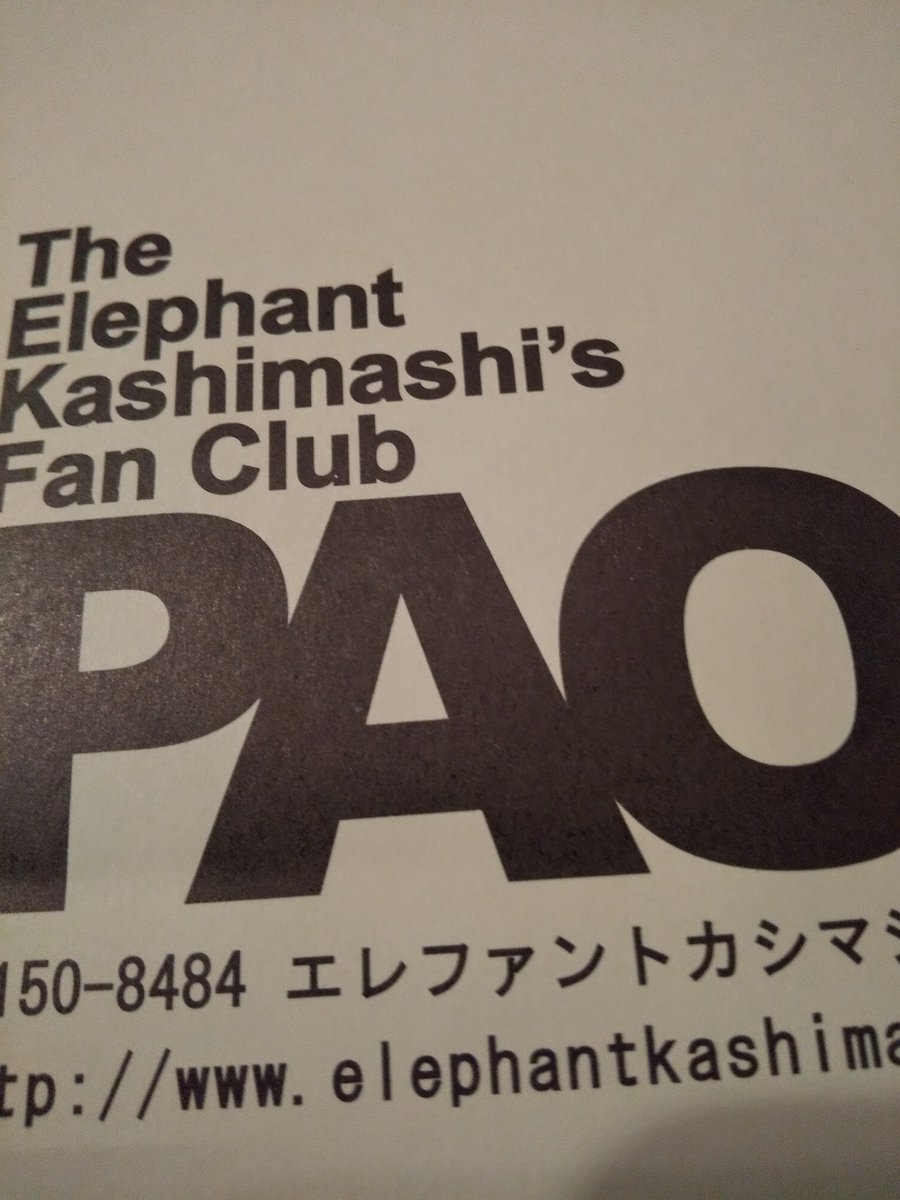 The
Elephant
Kashimashi's
Fan Club
PAO
150-8484 エレファントカシマシ
tp://www.elephantkashima